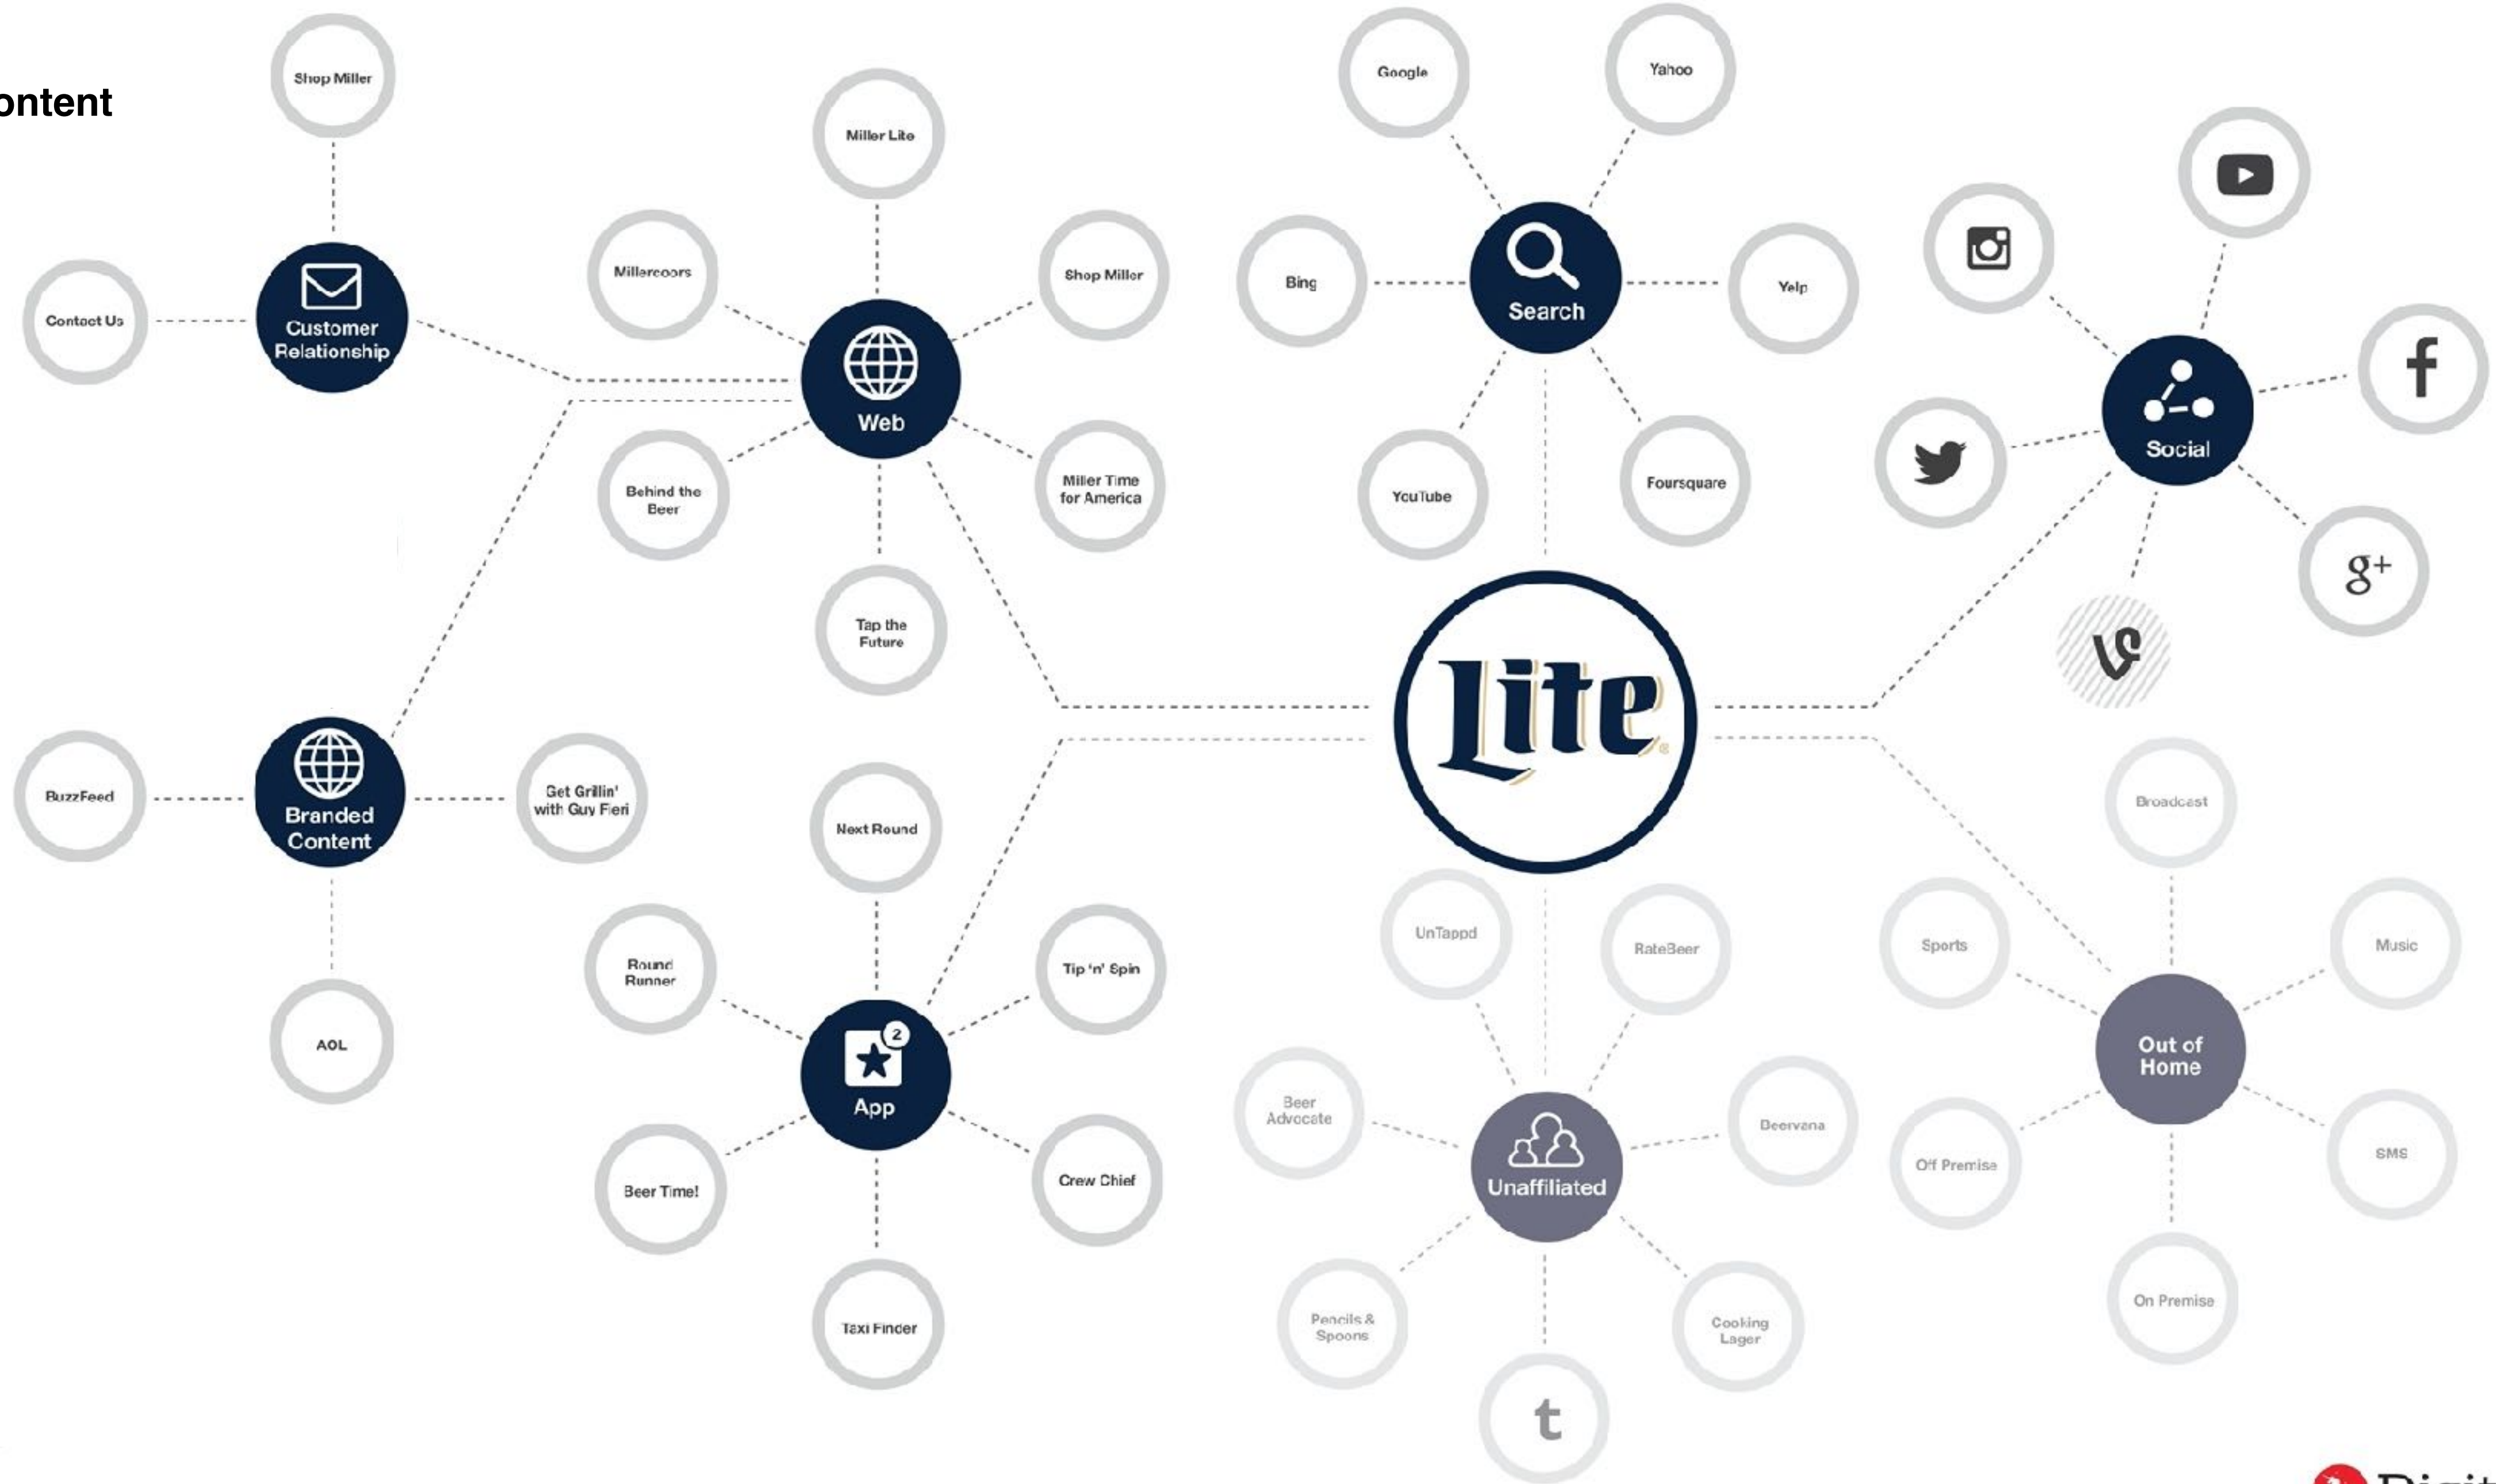 ontent
Shop Miller
Contact Us
Customer
Relationship
Miller Lite
Millercoors
Shop Miller
Web
Behind the
Beer
Miller Time
for America
Tap the
Future
Google
Yahoo
Bing
Search
Yelp
YouTube
Foursquare
f
Social
g+
Lite
BuzzFeed
Branded
Content
Get Grillin'
with Guy Fieri
AOL
Next Round
Round
Runner
Tip 'n' Spin
2
App
Beer Time!
Crew Chief
Taxi Finder
UnTappd
RateBeer
Beer
Advocate
Beervana
Unaffiliated
Pencils &
Spoons
Cooking
Lager
t
Broadcast
Sports
Music
Out of
Home
Off Premise
SMS
On Premise